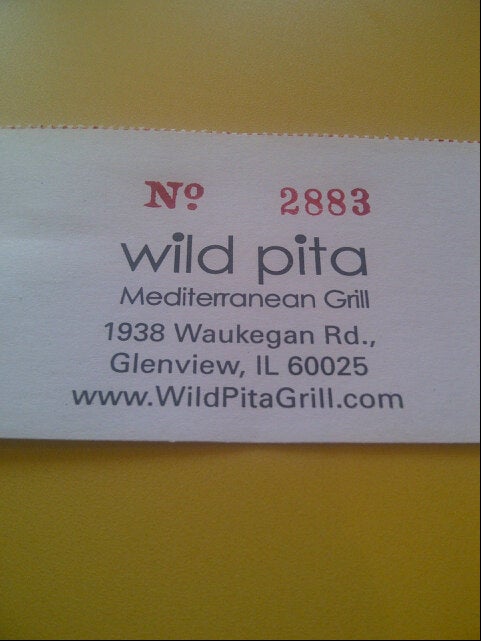 Nº 2883
wild pita
Mediterranean Grill
1938 Waukegan Rd.,
Glenview, IL 60025
www.WildPitaGrill.com